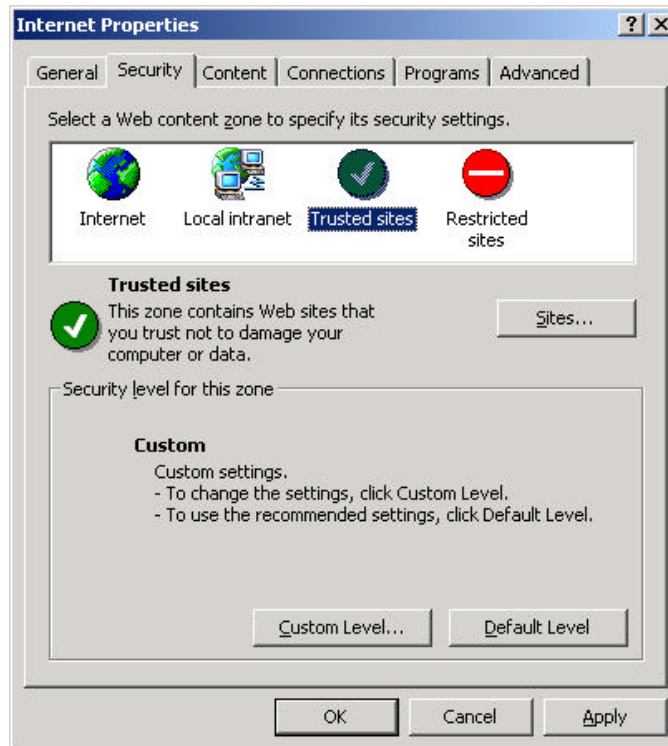 Internet Properties
General Security Content Connections Programs Advanced
Select a Web content zone to specify its security settings.
Internet Local intranet Trusted sites Restricted
sites
Trusted sites
This zone contains Web sites that
you trust not to damage your
computer or data.
Sites...
Security level for this zone
Custom
Custom settings.
- To change the settings, click Custom Level.
- To use the recommended settings, click Default Level.
Custom Level... Default Level
OK Cancel Apply